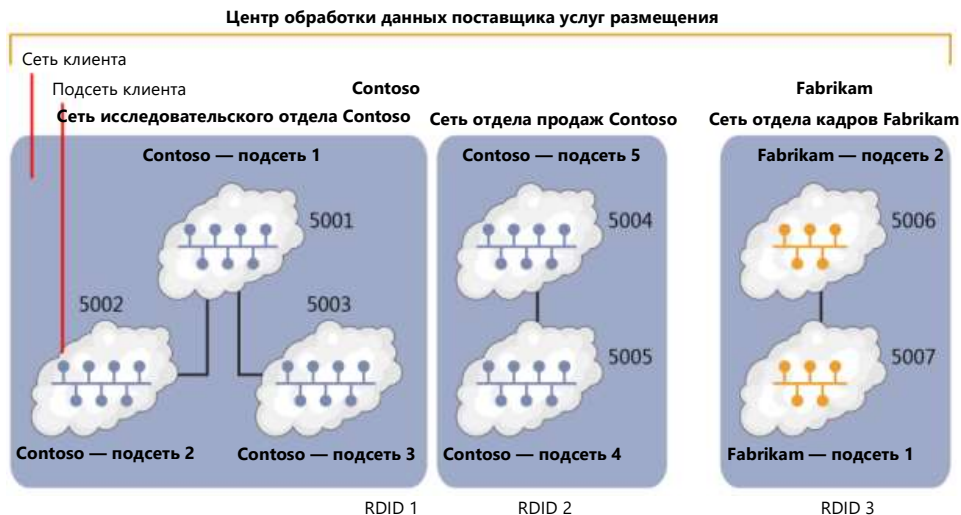 Центр обработки данных поставщика услуг размещения
Сеть клиента
Подсеть клиента
Contoso
Fabrikam
Сеть исследовательского отдела Contoso
Сеть отдела продаж Contoso
Сеть отдела кадров Fabrikam
Contoso — подсеть 1
Contoso — подсеть 5
Fabrikam — подсеть 2
5001
5004
5006
5002
5003
5005
5007
Contoso — подсеть 2
Contoso — подсеть 3
Contoso — подсеть 4
Fabrikam — подсеть 1
RDID 1
RDID 2
RDID 3